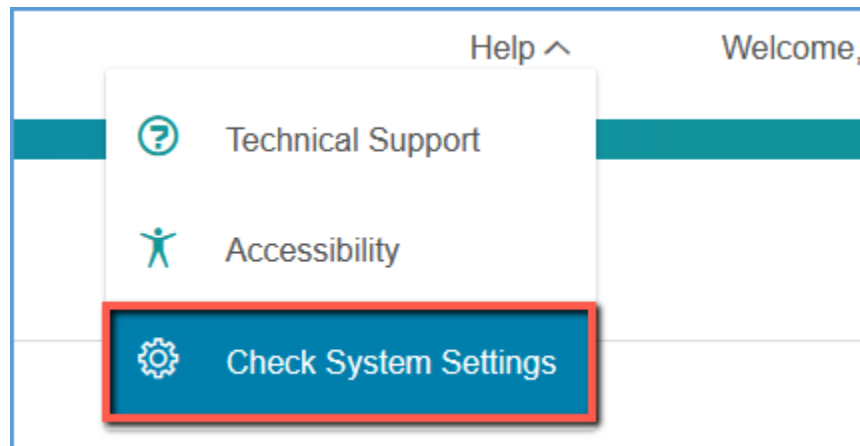 Help
Welcome,
Technical Support
Accessibility
Check System Settings